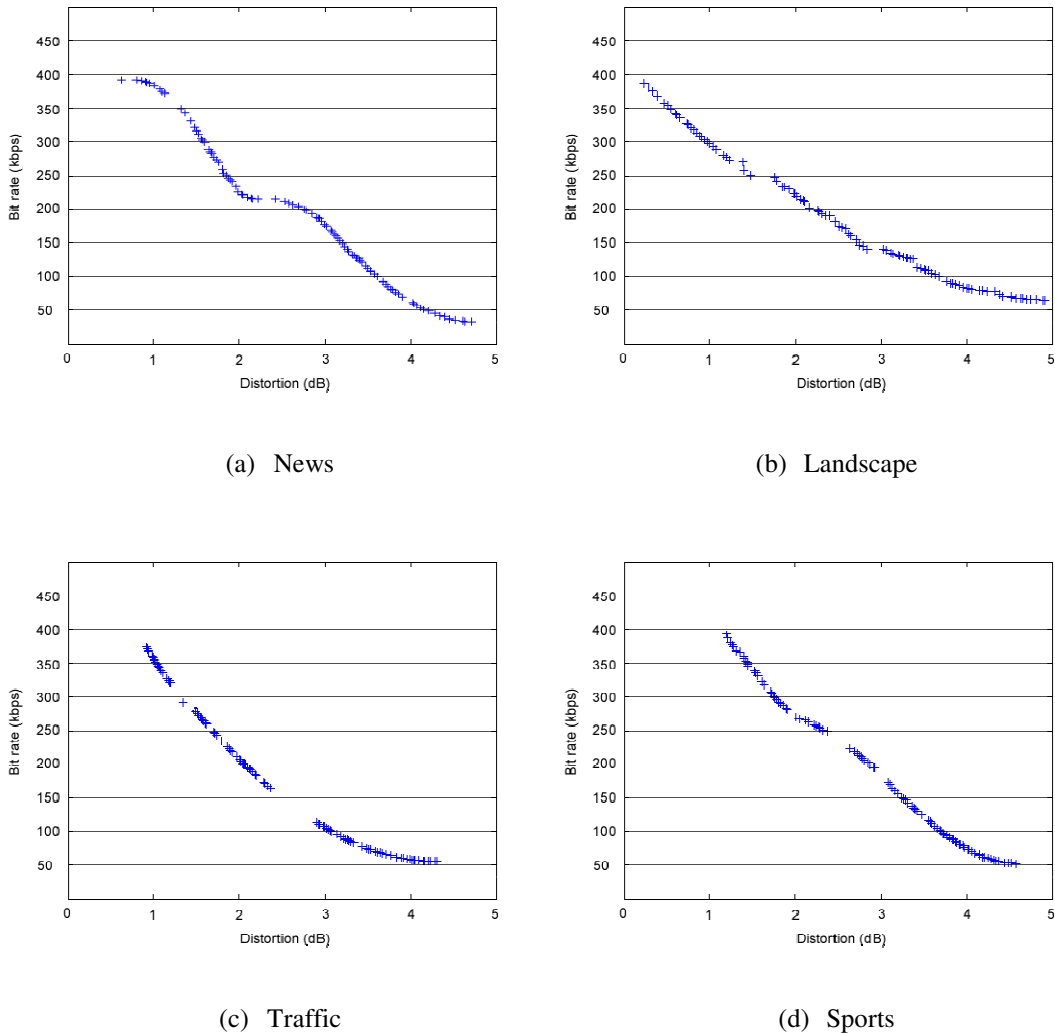 450
400
350
300
250
200
150
100
50
Bit rate (kbps)
0 1 2 3 4 5
Distortion (dB)
(a) News
450
400
350
300
250
200
150
100
50
Bit rate (kbps)
0 1 2 3 4 5
Distortion (dB)
(b) Landscape
450
400
350
300
250
200
150
100
50
Bit rate (kbps)
0 1 2 3 4 5
Distortion (dB)
(c) Traffic
450
400
350
300
250
200
150
100
50
Bit rate (kbps)
0 1 2 3 4 5
Distortion (dB)
(d) Sports